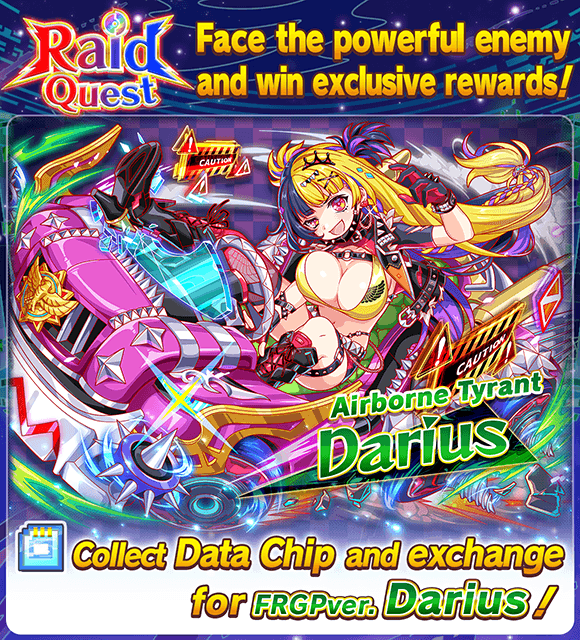 Raid
Quest
Face the powerful enemy
and win exclusive rewards!
CAUTION
CAUTION
Airborne Tyrant
Darius
Collect Data Chip and exchange
for FRGPver. Darius!